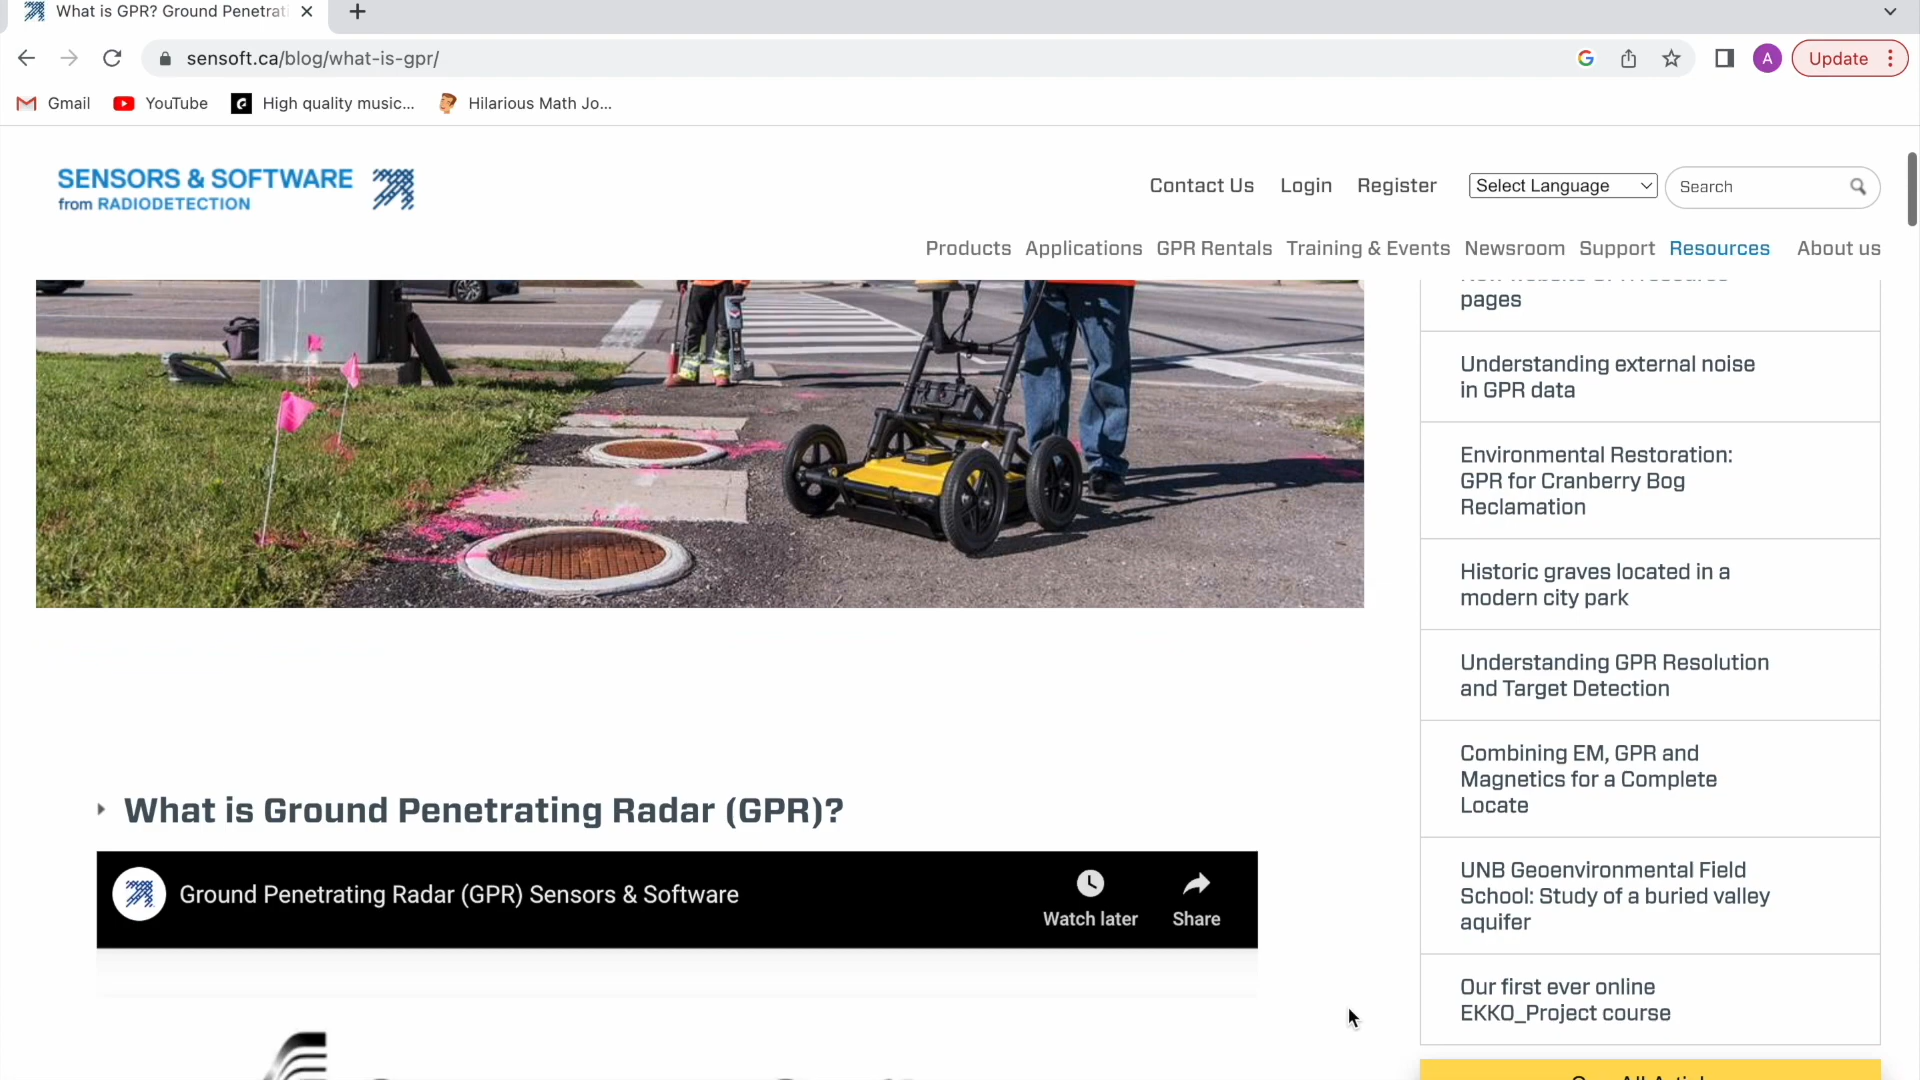 What is GPR? Ground Penetrati
sensoft.ca/blog/what-is-gpr/
A
Update
Gmail
YouTube
High quality music...
Hilarious Math Jo...
SENSORS & SOFTWARE
from RADIODETECTION
Contact Us
Login
Register
Select Language
Search
Products
Applications
GPR Rentals
Training & Events
Newsroom
Support
Resources
About us
pages
Understanding external noise
in GPR data
Environmental Restoration:
GPR for Cranberry Bog
Reclamation
Historic graves located in a
modern city park
Understanding GPR Resolution
and Target Detection
Combining EM, GPR and
Magnetics for a Complete
Locate
UNB Geoenvironmental Field
School: Study of a buried valley
aquifer
Our first ever online
EKKO_Project course
What is Ground Penetrating Radar (GPR)?
Ground Penetrating Radar (GPR) Sensors & Software
Watch later
Share